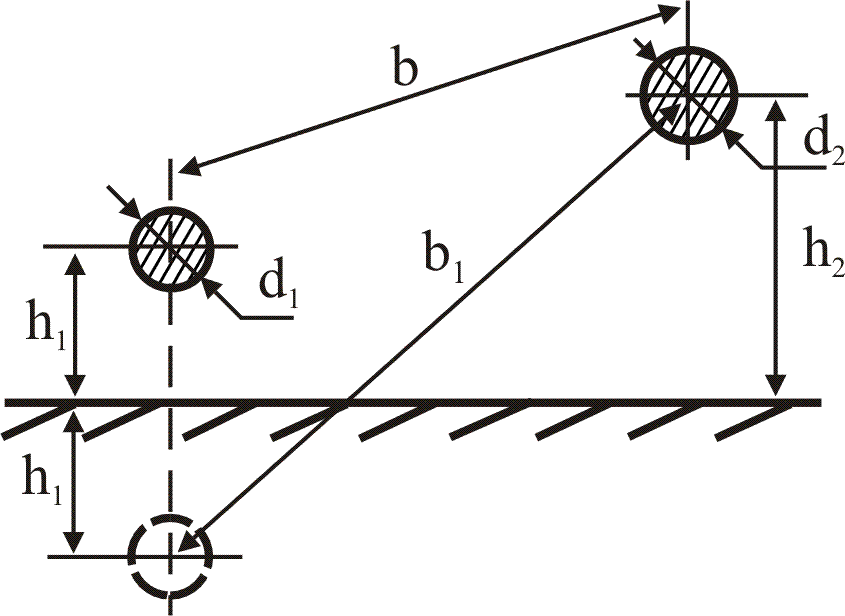 b
d₂
b₁
h₂
d₁
h₁
h₁